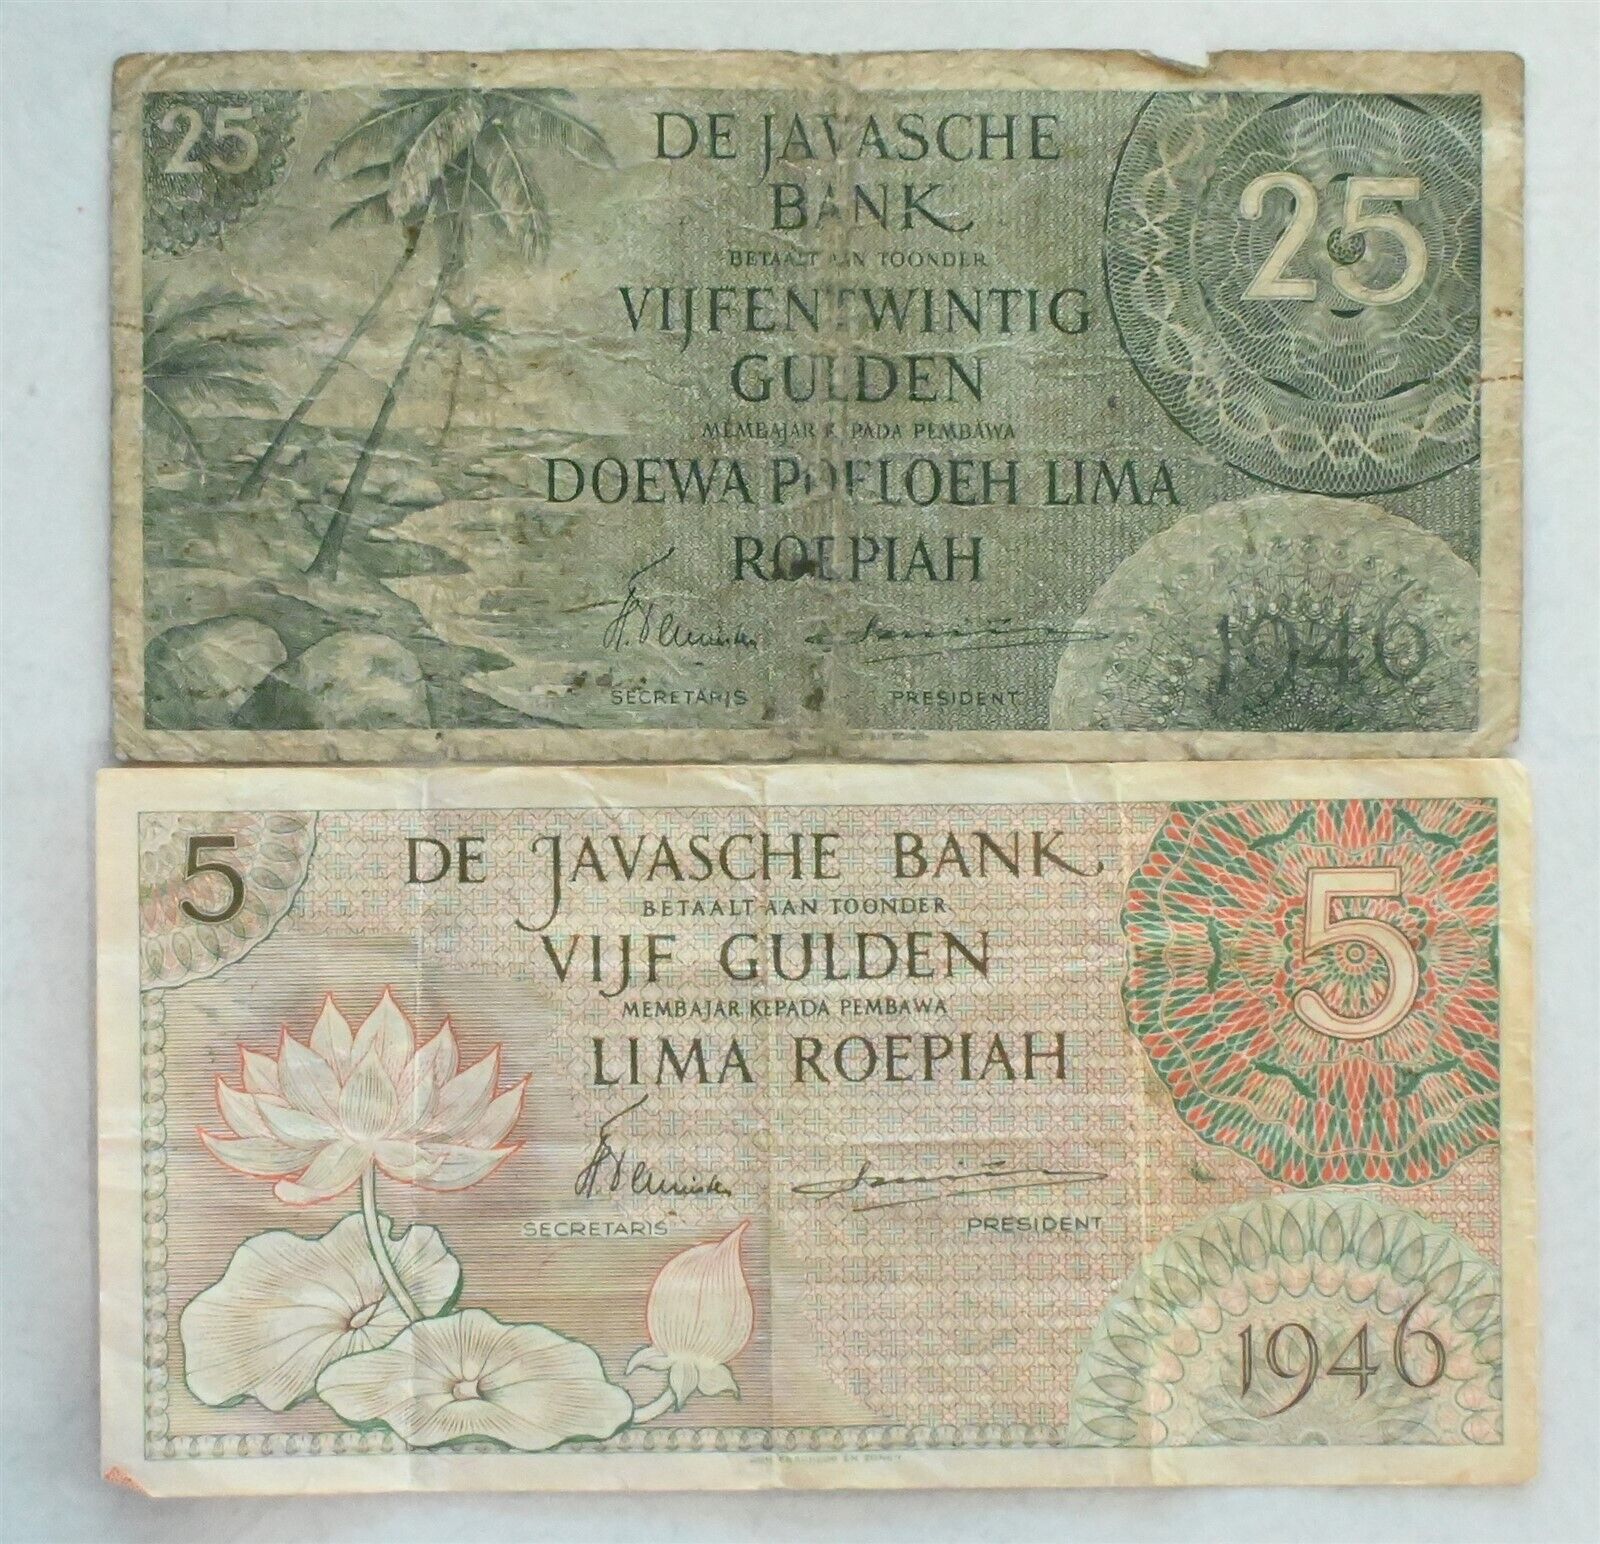 25
DE JAVASCHE
BANK
25
BETAALT AAN TOONDER
VIJFENTWINTIG
GULDEN
MEMBAJAR KEPADA PEMBAWA
DOEWA POELOEH LIMA
ROEPIAH
1946
SECRETARIS PRESIDENT
5
DE JAVASCHE BANK
5
BETAALT AAN TOONDER
VIJF GULDEN
MEMBAJAR KEPADA PEMBAWA
LIMA ROEPIAH
SECRETARIS PRESIDENT
1946